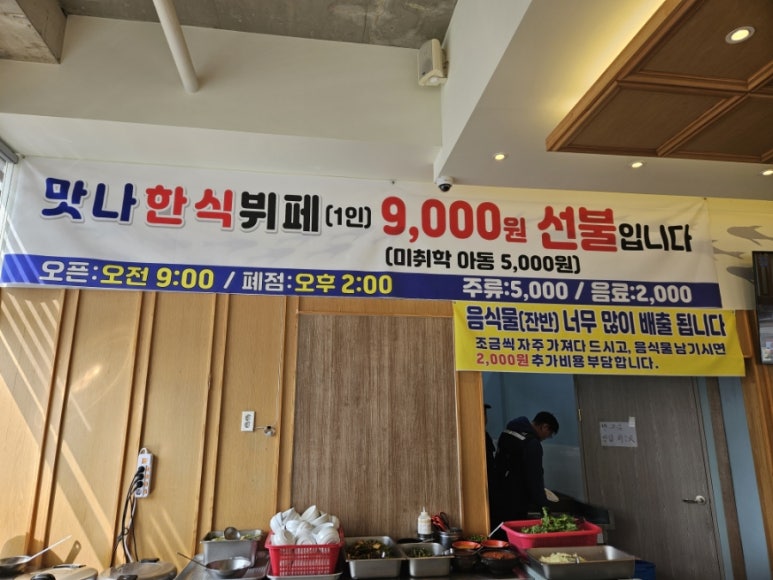 맛나한식뷔페(1인) 9,000원 선불입니다
(미취학 아동 5,000원)
오픈:오전 9:00 / 폐점:오후 2:00 주류:5,000 / 음료:2,000
음식물(잔반) 너무 많이 배출 됩니다
조금씩 자주 가져다 드시고, 음식물 남기시면
2,000원 추가비용 부담합니다.